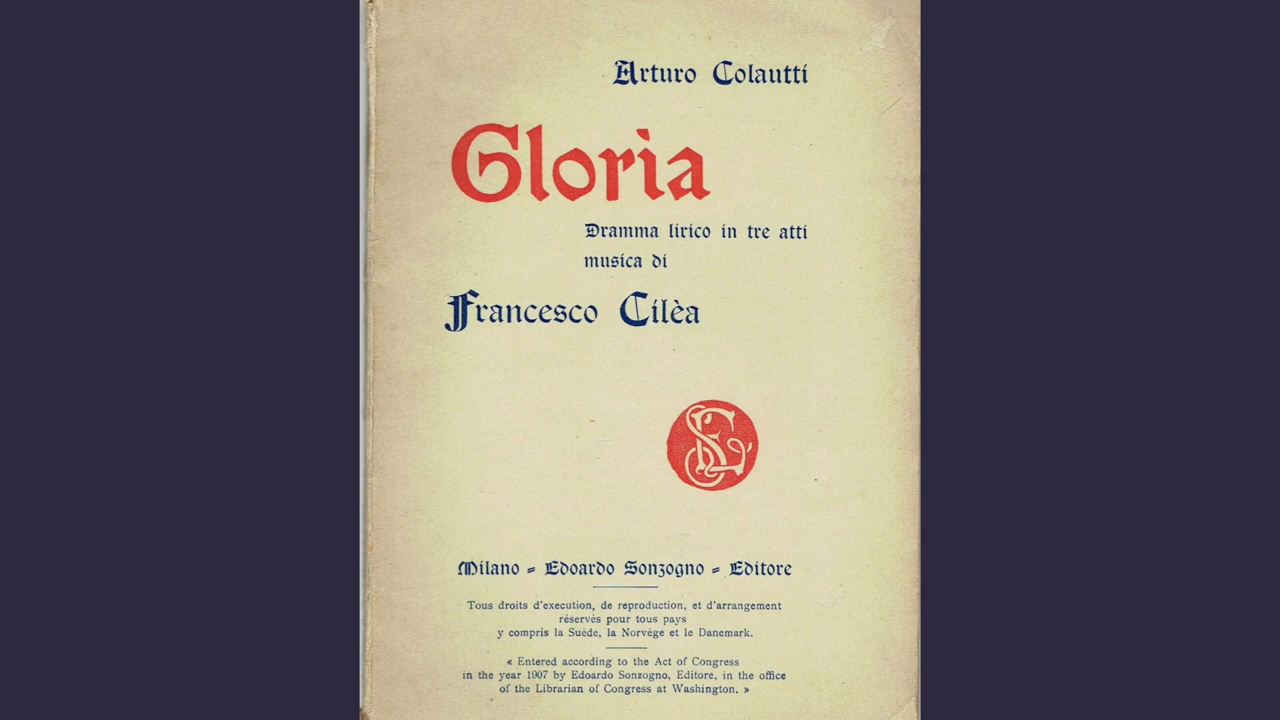 Arturo Colautti
Gloria
Dramma lirico in tre atti
musica di
Francesco Cilèa
Milano = Edoardo Sonzogno = Editore
Tous droits d'execution, de reproduction, et d'arrangement
réservés pour tous pays
y compris la Suède, la Norvège et le Danemark.
« Entered according to the Act of Congress
in the year 1907 by Edoardo Sonzogno, Editore, in the office
of the Librarian of Congress at Washington. »